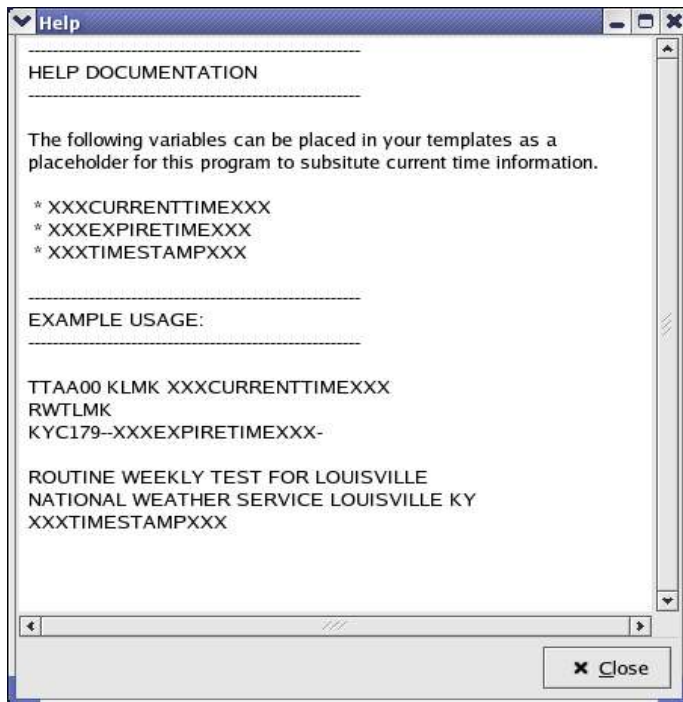 Help
-------------------------------------------------------
HELP DOCUMENTATION
-------------------------------------------------------
The following variables can be placed in your templates as a
placeholder for this program to subsitute current time information.
* XXXCURRENTTIMEXXX
* XXXEXPIRETIMEXXX
* XXXTIMESTAMPXXX
-------------------------------------------------------
EXAMPLE USAGE:
-------------------------------------------------------
TTAA00 KLMK XXXCURRENTTIMEXXX
RWTLMK
KYC179--XXXEXPIRETIMEXXX-
ROUTINE WEEKLY TEST FOR LOUISVILLE
NATIONAL WEATHER SERVICE LOUISVILLE KY
XXXTIMESTAMPXXX
Close